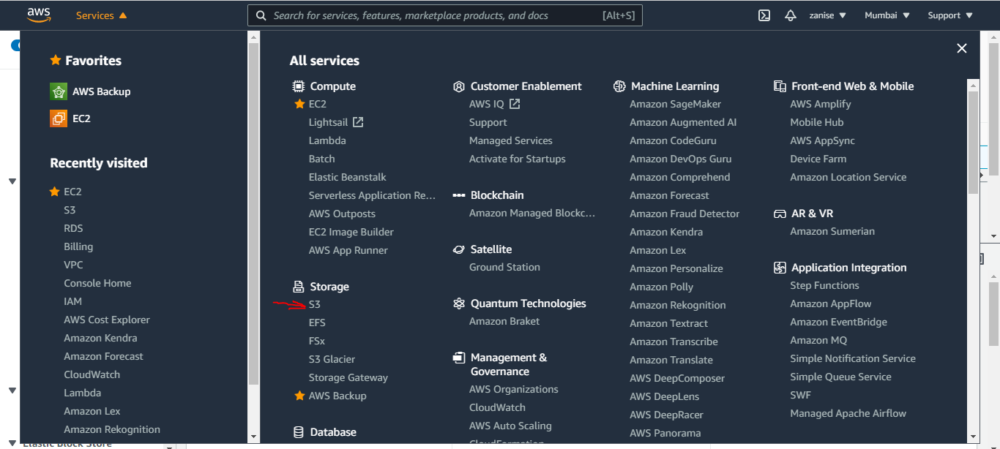 aws
Services
Search for services, features, marketplace products, and docs
[Alt+S]
zanise
Mumbai
Support
Favorites
AWS Backup
EC2
Recently visited
EC2
S3
RDS
Billing
VPC
Console Home
IAM
AWS Cost Explorer
Amazon Kendra
Amazon Forecast
CloudWatch
Lambda
Amazon Lex
Amazon Rekognition
All services
Compute
EC2
Lightsail
Lambda
Batch
Elastic Beanstalk
Serverless Application Re...
AWS Outposts
EC2 Image Builder
AWS App Runner
Storage
S3
EFS
FSx
S3 Glacier
Storage Gateway
AWS Backup
Database
Customer Enablement
AWS IQ
Support
Managed Services
Activate for Startups
Blockchain
Amazon Managed Blockc...
Satellite
Ground Station
Quantum Technologies
Amazon Braket
Management &
Governance
AWS Organizations
CloudWatch
AWS Auto Scaling
CloudFormation
Machine Learning
Amazon SageMaker
Amazon Augmented AI
Amazon CodeGuru
Amazon DevOps Guru
Amazon Comprehend
Amazon Forecast
Amazon Fraud Detector
Amazon Kendra
Amazon Lex
Amazon Personalize
Amazon Polly
Amazon Rekognition
Amazon Textract
Amazon Transcribe
Amazon Translate
AWS DeepComposer
AWS DeepLens
AWS DeepRacer
AWS Panorama
Front-end Web & Mobile
AWS Amplify
Mobile Hub
AWS AppSync
Device Farm
Amazon Location Service
AR & VR
Amazon Sumerian
Application Integration
Step Functions
Amazon AppFlow
Amazon EventBridge
Amazon MQ
Simple Notification Service
Simple Queue Service
SWF
Managed Apache Airflow
Elastic Block Store